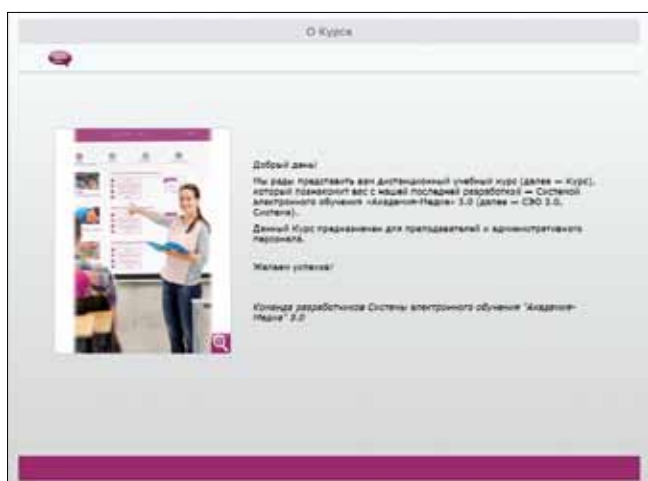 О Курсе
Добрый день!
Мы рады представить вам дистанционный учебный курс (далее — Курс),
который познакомит вас с нашей последней разработкой — Системой
электронного обучения «Академия-Медиа» 3.0 (далее — СЭО 3.0,
Система).
Данный Курс предназначен для преподавателей и административного
персонала.
Желаем успехов!
Команда разработчиков Системы электронного обучения "Академия-
Медиа" 3.0